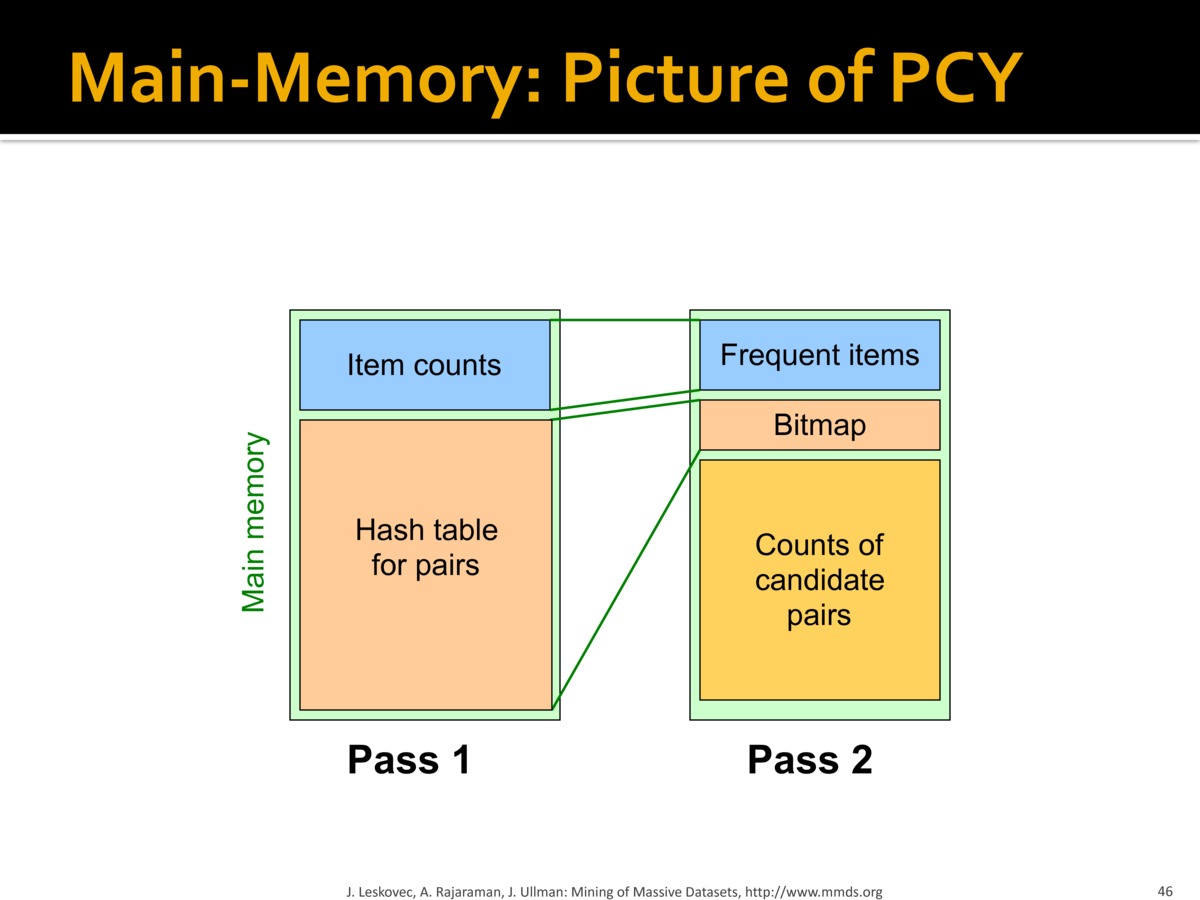 Main-Memory: Picture of PCY
Main memory
Item counts
Hash table
for pairs
Pass 1
Frequent items
Bitmap
Counts of
candidate
pairs
Pass 2
J. Leskovec, A. Rajaraman, J. Ullman: Mining of Massive Datasets, http://www.mmds.org
46